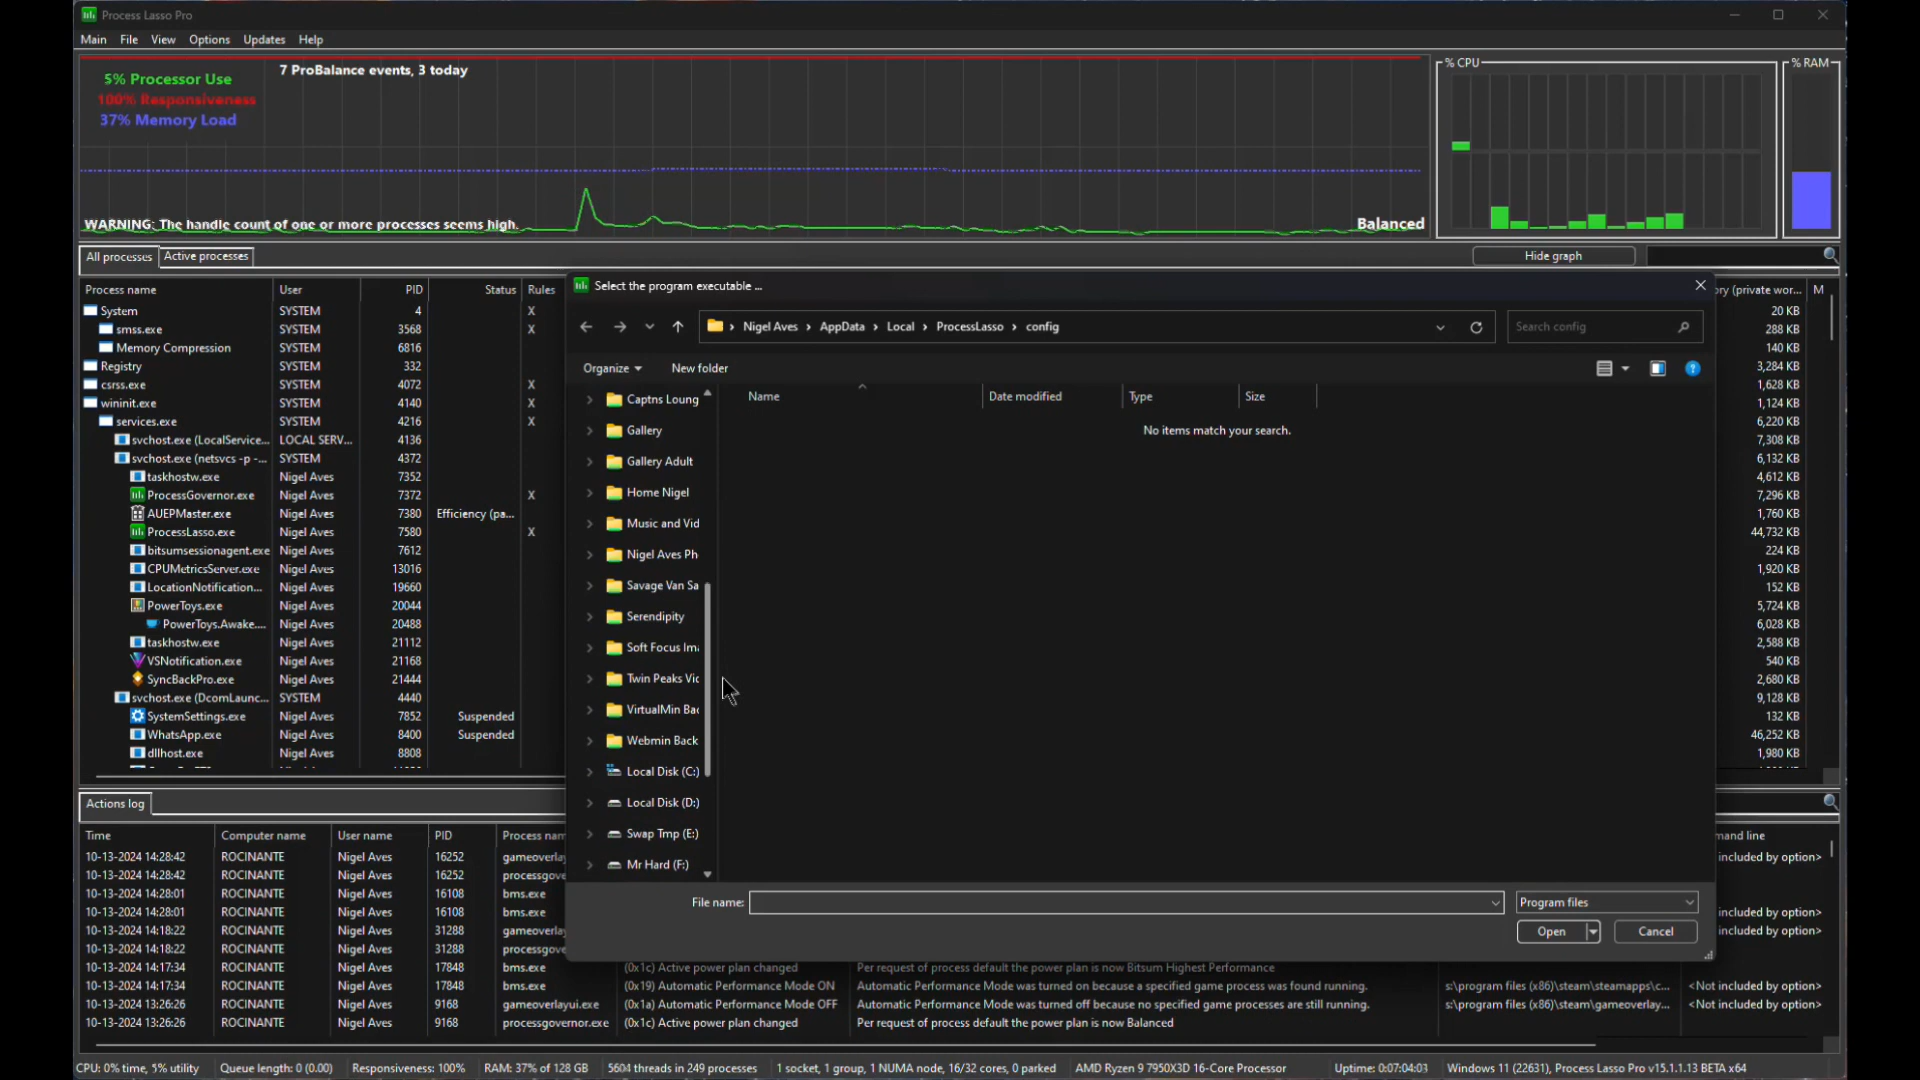 Process Lasso Pro
Main File View Options Updates Help
5% Processor Use
100% Responsiveness
37% Memory Load
7 ProBalance events, 3 today
WARNING: The handle count of one or more processes seems high.
Balanced
% CPU
% RAM
All processes Active processes
Hide graph
Process name User PID Status Rules
System SYSTEM 4 X
smss.exe SYSTEM 3568 X
Memory Compression SYSTEM 6816
Registry SYSTEM 332
csrss.exe SYSTEM 4072 X
wininit.exe SYSTEM 4140 X
services.exe SYSTEM 4216 X
svchost.exe (LocalService... LOCAL SERV... 4136
svchost.exe (netsvcs -p -... SYSTEM 4372
taskhostw.exe Nigel Aves 7352
ProcessGovernor.exe Nigel Aves 7372 X
AUEPMaster.exe Nigel Aves 7380 Efficiency (pa...
ProcessLasso.exe Nigel Aves 7580 X
bitsumsessionagent.exe Nigel Aves 7612
CPUMetricsServer.exe Nigel Aves 13016
LocationNotification... Nigel Aves 19660
PowerToys.exe Nigel Aves 20044
PowerToys.Awake.... Nigel Aves 20488
taskhostw.exe Nigel Aves 21112
VSNotification.exe Nigel Aves 21168
SyncBackPro.exe Nigel Aves 21444
svchost.exe (DcomLaunc... SYSTEM 4440
SystemSettings.exe Nigel Aves 7852 Suspended
WhatsApp.exe Nigel Aves 8400 Suspended
dllhost.exe Nigel Aves 8808
Select the program executable ...
Nigel Aves › AppData › Local › ProcessLasso › config
Search config
Organize New folder
Name Date modified Type Size
No items match your search.
Captns Loung
Gallery
Gallery Adult
Home Nigel
Music and Vid
Nigel Aves Ph
Savage Van Sa
Serendipity
Soft Focus Ima
Twin Peaks Vic
VirtualMin Bac
Webmin Back
Local Disk (C:)
Local Disk (D:)
Swap Tmp (E:)
Mr Hard (F:)
File name:
Program files
Open Cancel
ry (private wor... M
20 KB
288 KB
140 KB
3,284 KB
1,628 KB
1,124 KB
6,220 KB
7,308 KB
6,132 KB
4,612 KB
7,296 KB
1,760 KB
44,732 KB
224 KB
1,920 KB
152 KB
5,724 KB
6,028 KB
2,588 KB
540 KB
2,680 KB
9,128 KB
132 KB
46,252 KB
1,980 KB
Actions log
Time Computer name User name PID Process nam mand line
10-13-2024 14:28:42 ROCINANTE Nigel Aves 16252 gameoverlay included by option>
10-13-2024 14:28:42 ROCINANTE Nigel Aves 16252 processgove
10-13-2024 14:28:01 ROCINANTE Nigel Aves 16108 bms.exe
10-13-2024 14:28:01 ROCINANTE Nigel Aves 16108 bms.exe included by option>
10-13-2024 14:18:22 ROCINANTE Nigel Aves 31288 gameoverlay included by option>
10-13-2024 14:18:22 ROCINANTE Nigel Aves 31288 processgove
10-13-2024 14:17:34 ROCINANTE Nigel Aves 17848 bms.exe (0x1c) Active power plan changed Per request of process default the power plan is now Bitsum Highest Performance
10-13-2024 14:17:34 ROCINANTE Nigel Aves 17848 bms.exe (0x19) Automatic Performance Mode ON Automatic Performance Mode was turned on because a specified game process was found running. s:\program files (x86)\steam\steamapps\c... <Not included by option>
10-13-2024 13:26:26 ROCINANTE Nigel Aves 9168 gameoverlayui.exe (0x1a) Automatic Performance Mode OFF Automatic Performance Mode was turned off because no specified game processes are still running. s:\program files (x86)\steam\gameoverlay... <Not included by option>
10-13-2024 13:26:26 ROCINANTE Nigel Aves 9168 processgovernor.exe (0x1c) Active power plan changed Per request of process default the power plan is now Balanced
CPU: 0% time, 5% utility Queue length: 0 (0.00) Responsiveness: 100% RAM: 37% of 128 GB 5604 threads in 249 processes 1 socket, 1 group, 1 NUMA node, 16/32 cores, 0 parked AMD Ryzen 9 7950X3D 16-Core Processor Uptime: 0:07:04:03 Windows 11 (22631), Process Lasso Pro v15.1.1.13 BETA x64